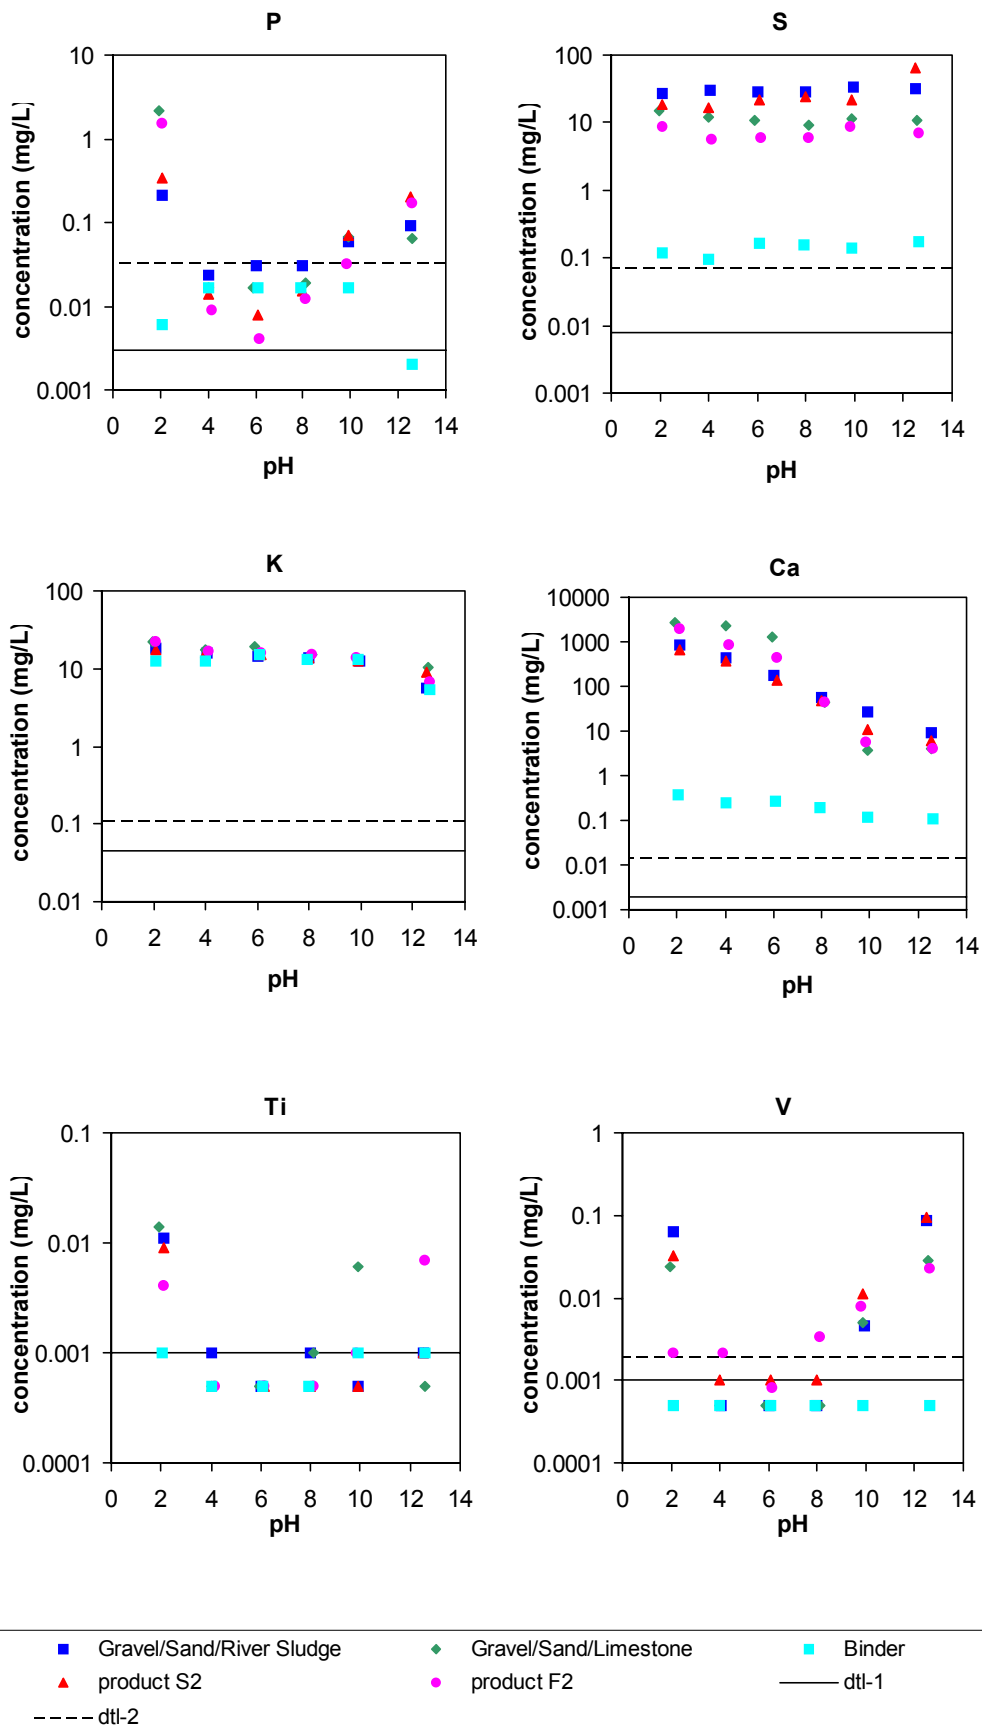 P
S
10
1
0.1
0.01
0.001
0 2 4 6 8 10 12 14
pH
concentration (mg/L)
100
10
1
0.1
0.01
0.001
0 2 4 6 8 10 12 14
pH
concentration (mg/L)
K
Ca
100
10
1
0.1
0.01
0 2 4 6 8 10 12 14
pH
concentration (mg/L)
10000
1000
100
10
1
0.1
0.01
0.001
0 2 4 6 8 10 12 14
pH
concentration (mg/L)
Ti
V
0.1
0.01
0.001
0.0001
0 2 4 6 8 10 12 14
pH
concentration (mg/L)
1
0.1
0.01
0.001
0.0001
0 2 4 6 8 10 12 14
pH
concentration (mg/L)
Gravel/Sand/River Sludge Gravel/Sand/Limestone Binder
product S2 product F2 dtl-1
dtl-2